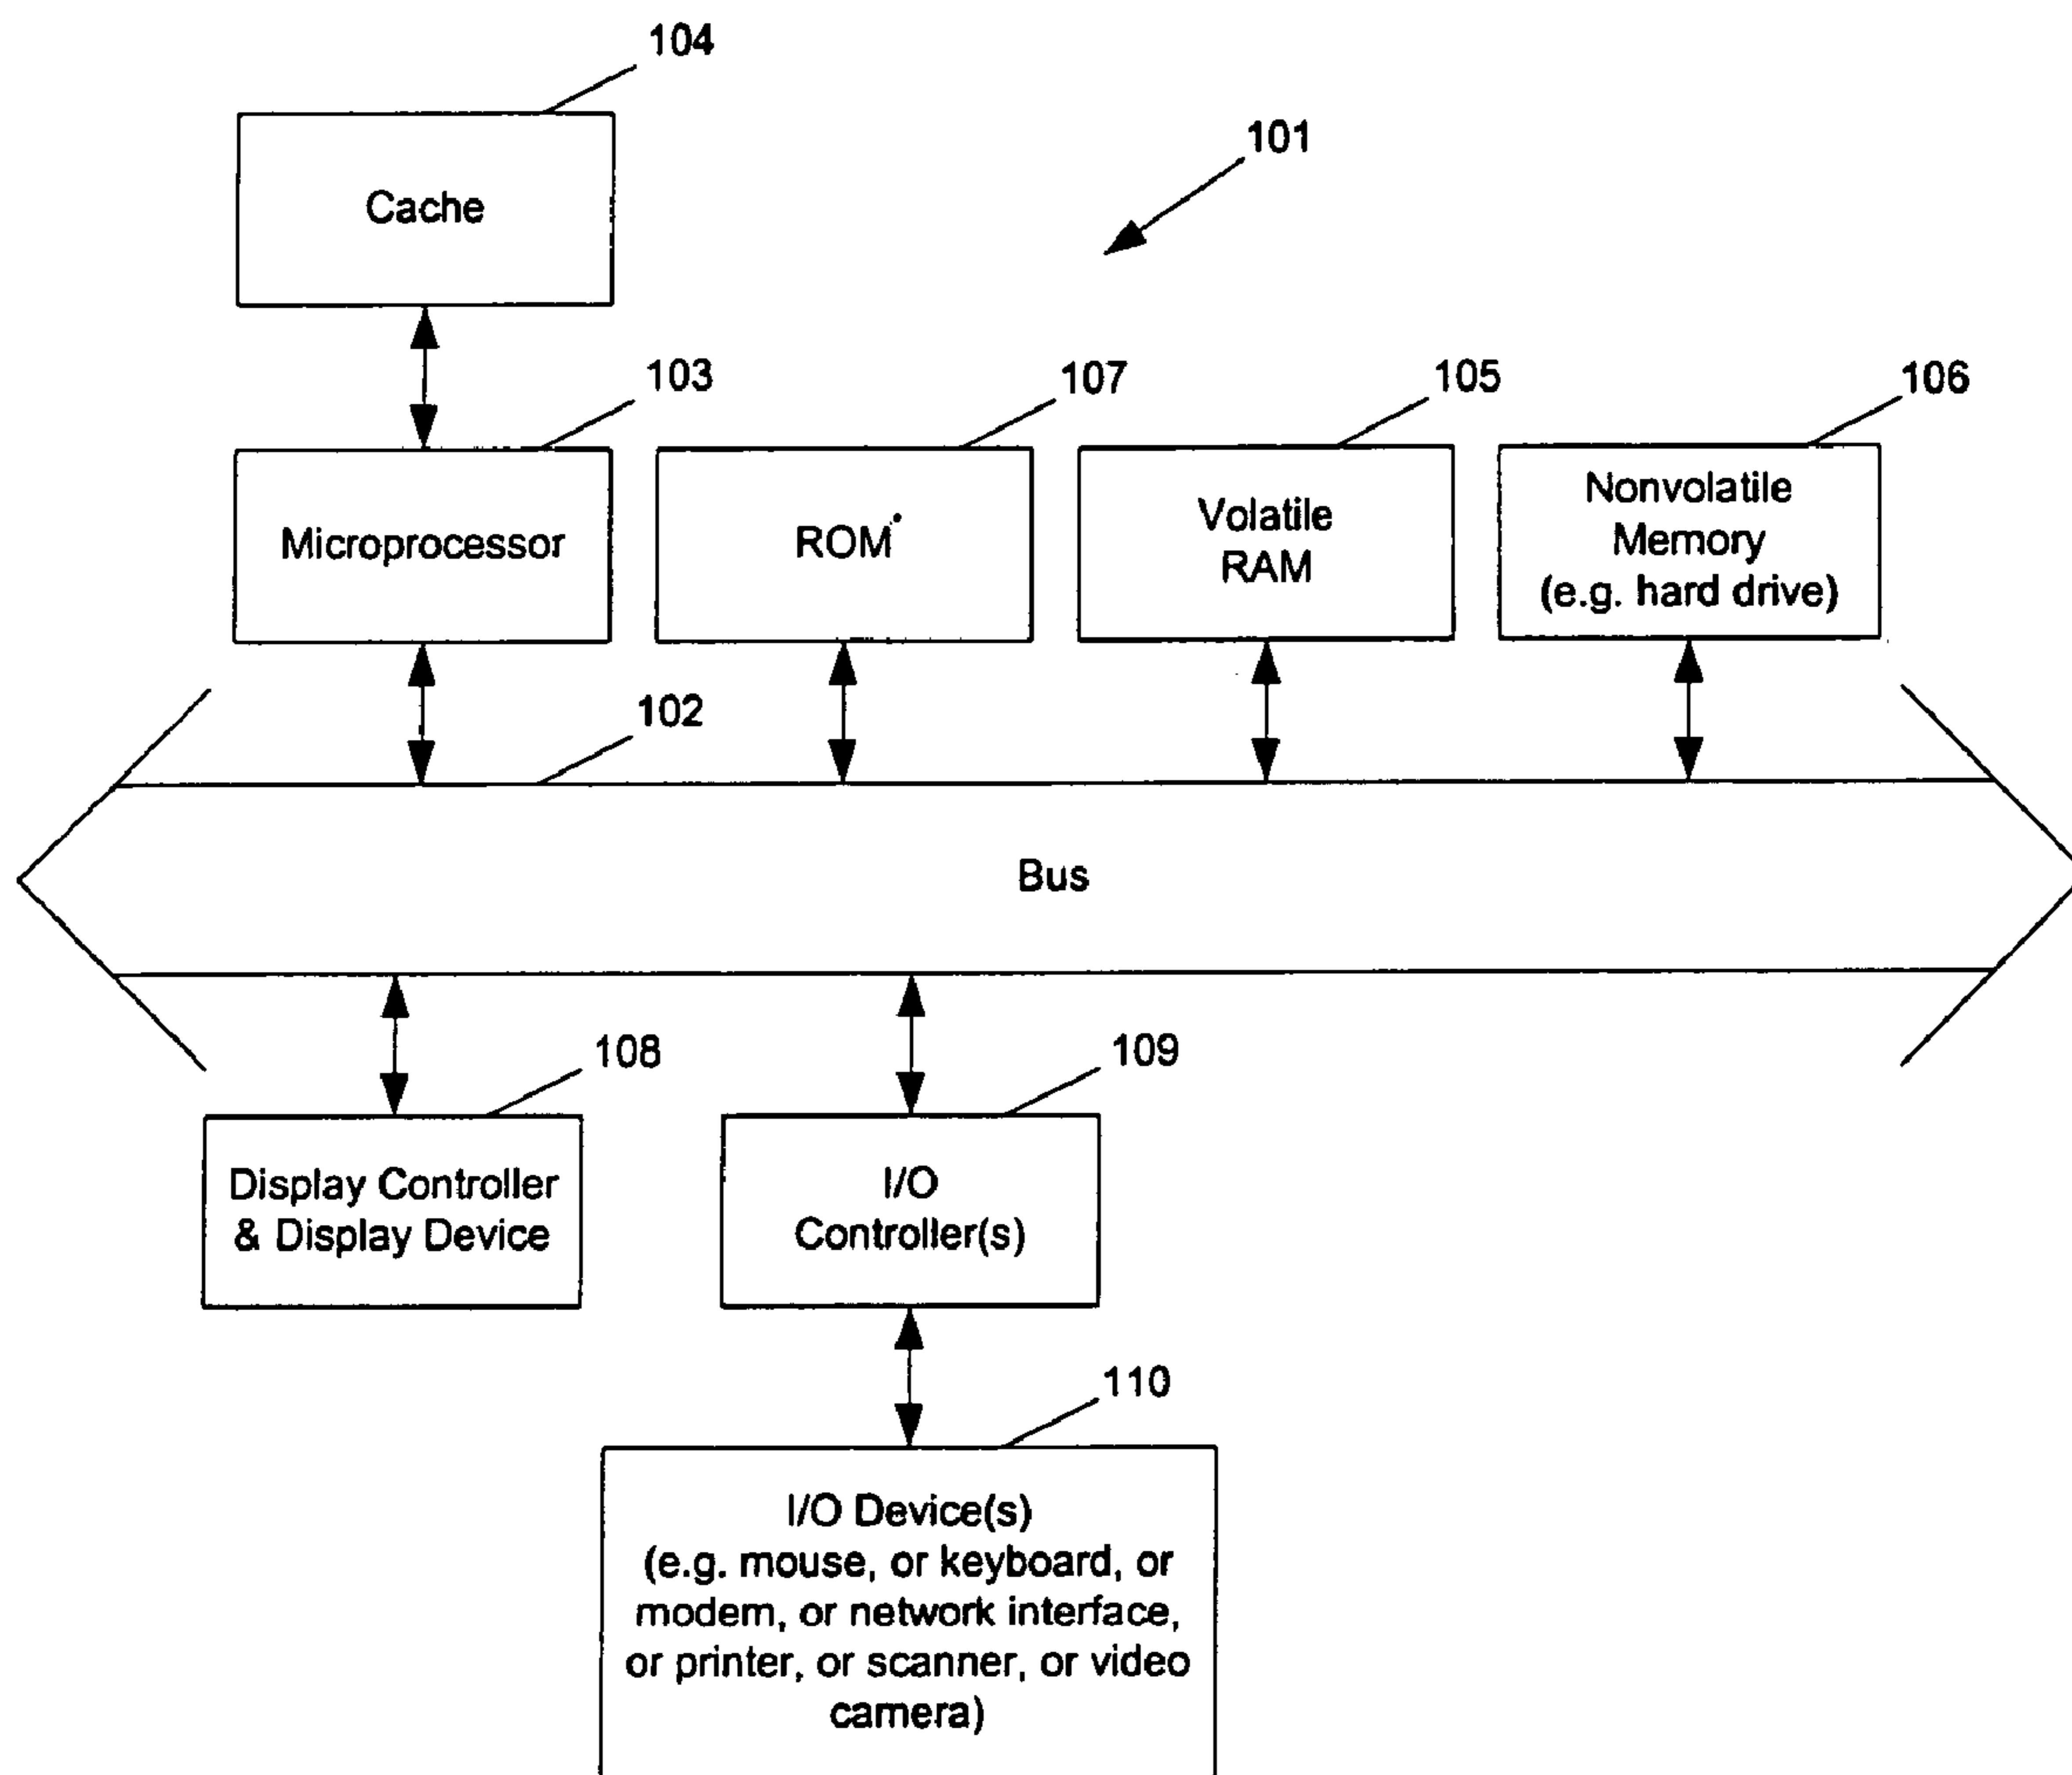 104
101
Cache
103
107
105
106
Microprocessor
ROM
Volatile
RAM
Nonvolatile
Memory
(e.g. hard drive)
102
Bus
108
109
Display Controller
& Display Device
I/O
Controller(s)
110
I/O Device(s)
(e.g. mouse, or keyboard, or
modem, or network interface,
or printer, or scanner, or video
camera)